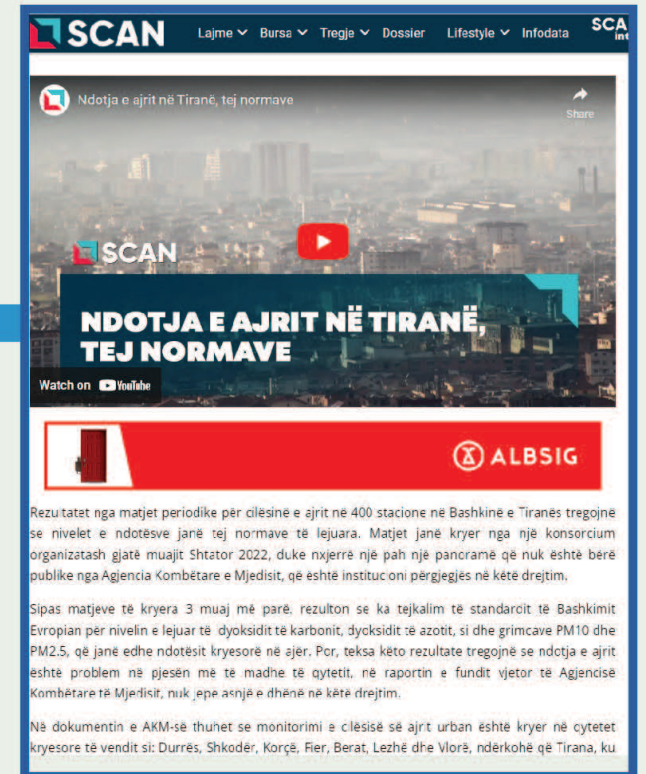 SCAN
Lajme Bursa Tregje Dossier Lifestyle Infodata
SCA
int
Ndotja e ajrit në Tiranë, tej normave
Share
SCAN
NDOTJA E AJRIT NË TIRANË,
TEJ NORMAVE
Watch on YouTube
ALBSIG
Rezultatet nga matjet periodike për cilësinë e ajrit në 400 stacione në Bashkinë e Tiranës tregojnë
se nivelet e ndotësve janë tej normave të lejuara. Matjet janë kryer nga një konsorcium
organizatash gjatë muajit Shtator 2022, duke nxjerrë një pah një panoramë që nuk është bërë
publike nga Agjencia Kombëtare e Mjedisit, që është institucioni përgjegjës në këtë drejtim.
Sipas matjeve të kryera 3 muaj më parë, rezulton se ka tejkalim të standardit të Bashkimit
Evropian për nivelin e lejuar të dyoksidit të karbonit, dyoksidit të azotit, si dhe grimcave PM10 dhe
PM2.5, që janë edhe ndotësit kryesorë në ajër. Por, teksa këto rezultate tregojnë se ndotja e ajrit
është problem në pjesën më të madhe të qytetit, në raportin e fundit vjetor të Agjencisë
Kombëtare të Mjedisit, nuk jepe asnjë e dhënë në këtë drejtim.
Në dokumentin e AKM-së thuhet se monitorimi e cilësisë së ajrit urban është kryer në qytetet
kryesore të vendit si: Durrës, Shkodër, Korçë, Fier, Berat, Lezhë dhe Vlorë, ndërkohë që Tirana, ku